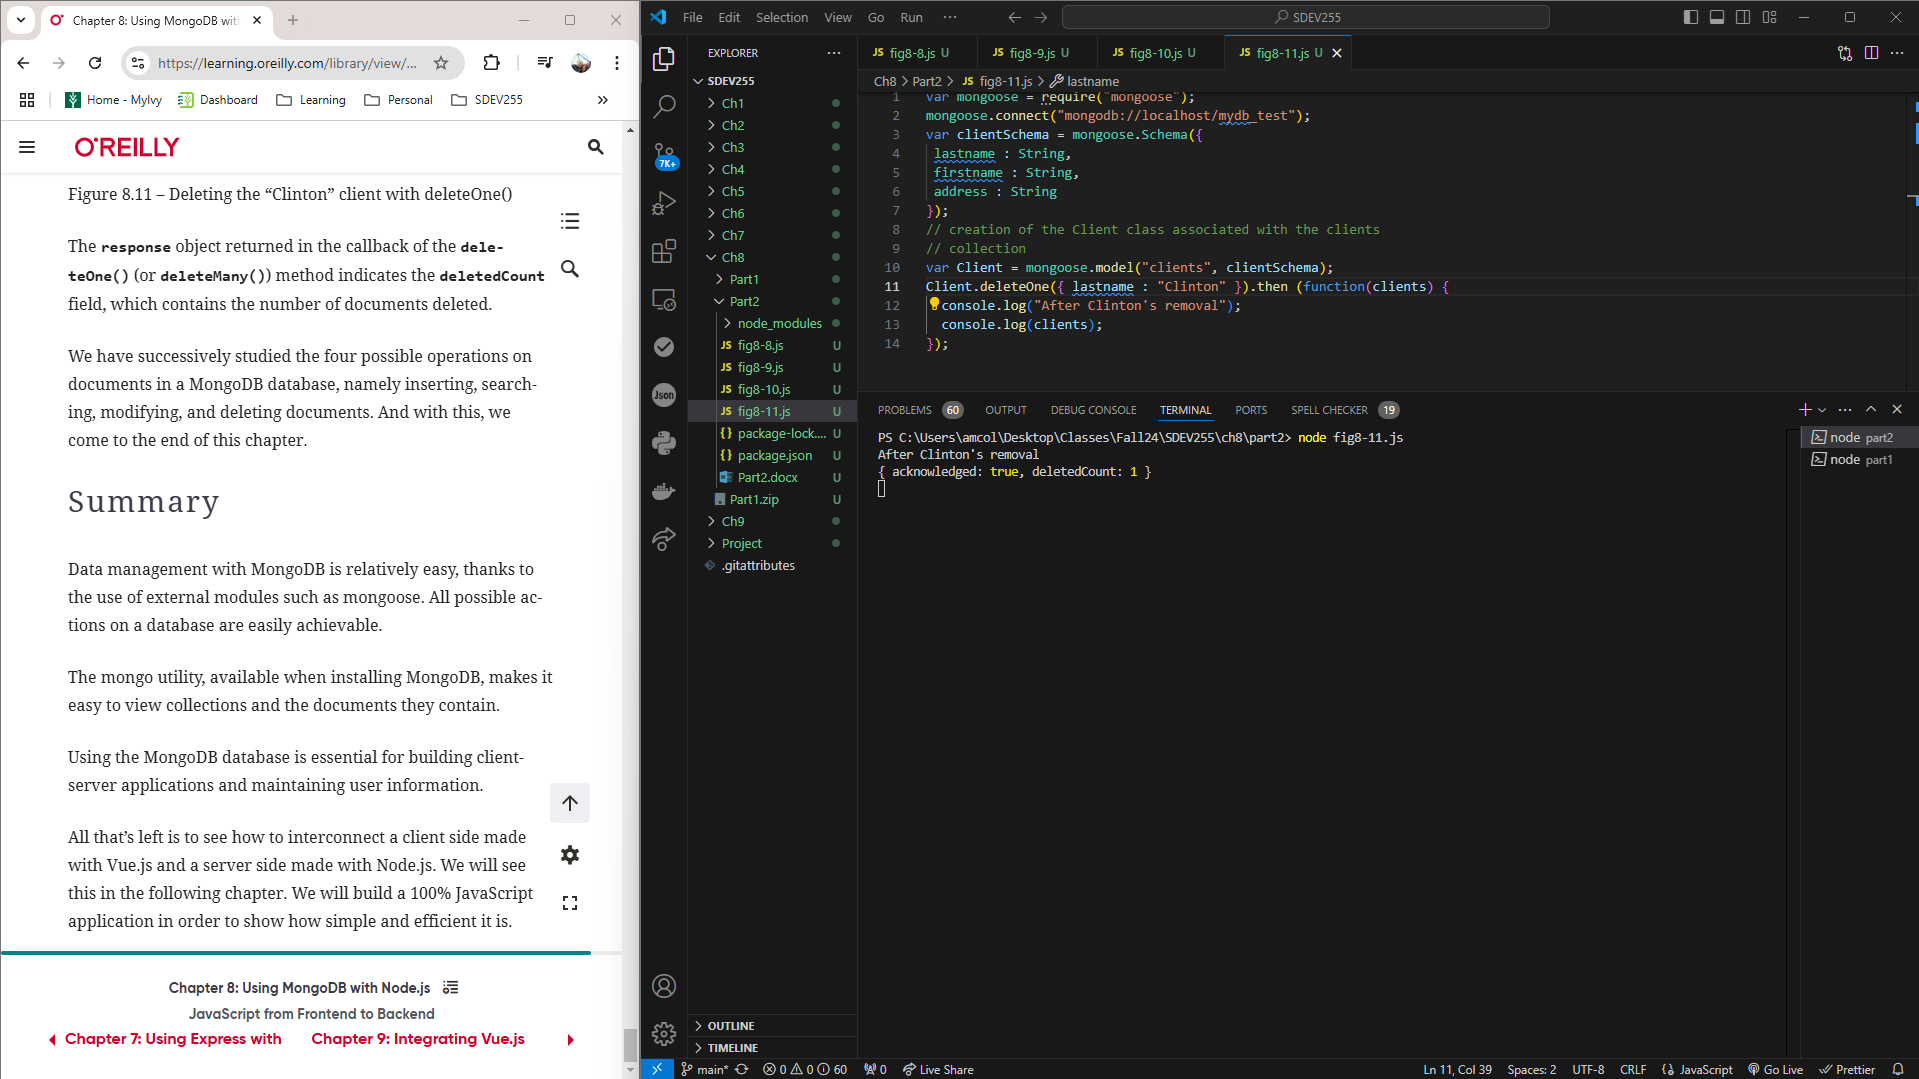 Chapter 8: Using MongoDB with
https://learning.oreilly.com/library/view/...
Home - MyIvy
Dashboard
Learning
Personal
SDEV255
O'REILLY
Figure 8.11 – Deleting the “Clinton” client with deleteOne()
The response object returned in the callback of the dele-
teOne() (or deleteMany()) method indicates the deletedCount
field, which contains the number of documents deleted.
We have successively studied the four possible operations on
documents in a MongoDB database, namely inserting, search-
ing, modifying, and deleting documents. And with this, we
come to the end of this chapter.
Summary
Data management with MongoDB is relatively easy, thanks to
the use of external modules such as mongoose. All possible ac-
tions on a database are easily achievable.
The mongo utility, available when installing MongoDB, makes it
easy to view collections and the documents they contain.
Using the MongoDB database is essential for building client-
server applications and maintaining user information.
All that’s left is to see how to interconnect a client side made
with Vue.js and a server side made with Node.js. We will see
this in the following chapter. We will build a 100% JavaScript
application in order to show how simple and efficient it is.
Chapter 8: Using MongoDB with Node.js
JavaScript from Frontend to Backend
Chapter 7: Using Express with
Chapter 9: Integrating Vue.js
File Edit Selection View Go Run ···
SDEV255
EXPLORER ···
SDEV255
Ch1
Ch2
Ch3
Ch4
Ch5
Ch6
Ch7
Ch8
Part1
Part2
node_modules
JS fig8-8.js U
JS fig8-9.js U
JS fig8-10.js U
JS fig8-11.js U
{} package-lock.... U
{} package.json U
Part2.docx U
Part1.zip U
Ch9
Project
.gitattributes
OUTLINE
TIMELINE
7K+
Json
JS fig8-8.js U
JS fig8-9.js U
JS fig8-10.js U
JS fig8-11.js U
Ch8 > Part2 > JS fig8-11.js > lastname
1 var mongoose = require("mongoose");
2 mongoose.connect("mongodb://localhost/mydb_test");
3 var clientSchema = mongoose.Schema({
4 lastname : String,
5 firstname : String,
6 address : String
7 });
8 // creation of the Client class associated with the clients
9 // collection
10 var Client = mongoose.model("clients", clientSchema);
11 Client.deleteOne({ lastname : "Clinton" }).then (function(clients) {
12 console.log("After Clinton's removal");
13 console.log(clients);
14 });
PROBLEMS 60 OUTPUT DEBUG CONSOLE TERMINAL PORTS SPELL CHECKER 19
PS C:\Users\amcol\Desktop\Classes\Fall24\SDEV255\ch8\part2> node fig8-11.js
After Clinton's removal
{ acknowledged: true, deletedCount: 1 }
node part2
node part1
main* 0 0 60 0 Live Share
Ln 11, Col 39 Spaces: 2 UTF-8 CRLF {} JavaScript Go Live Prettier